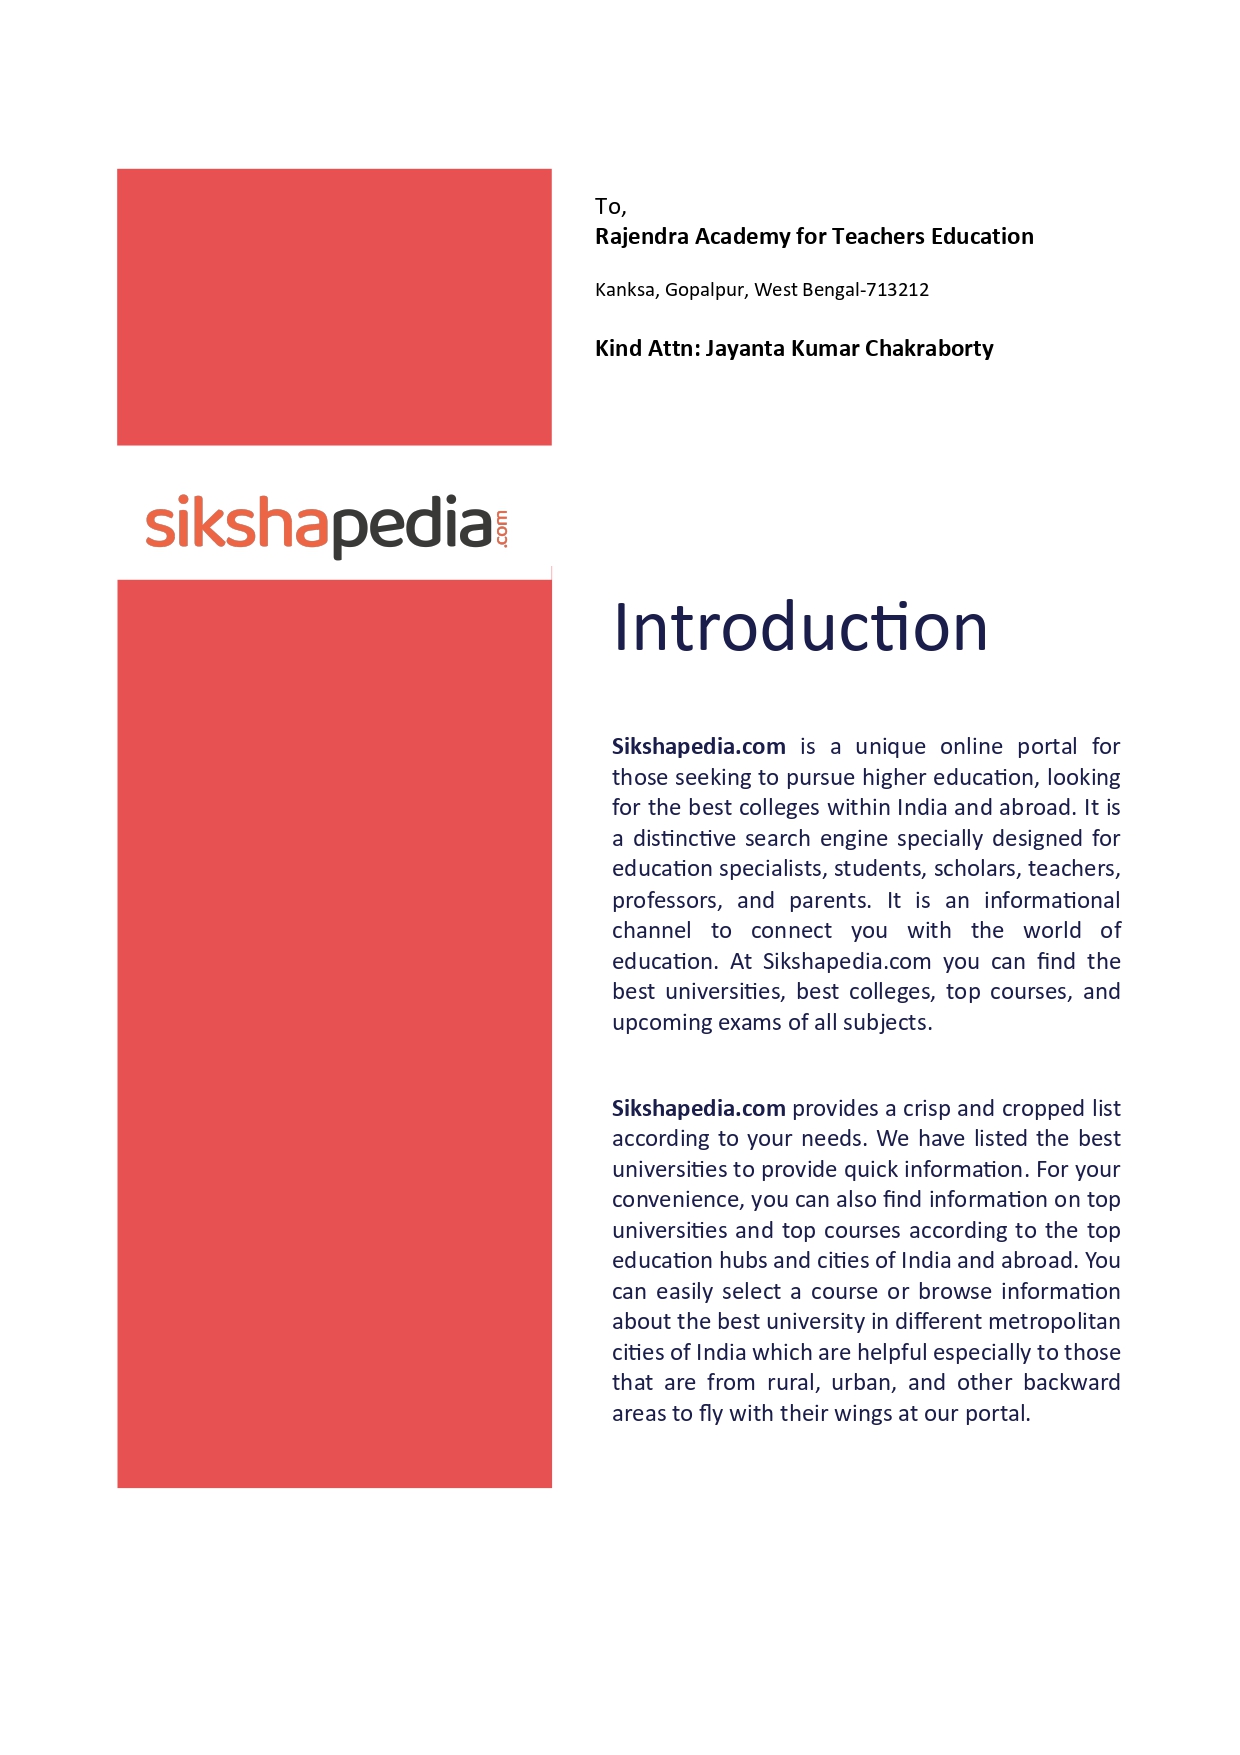 To,
Rajendra Academy for Teachers Education
Kanksa, Gopalpur, West Bengal-713212
Kind Attn: Jayanta Kumar Chakraborty
sikshapedia.com
Introduction
Sikshapedia.com is a unique online portal for
those seeking to pursue higher education, looking
for the best colleges within India and abroad. It is
a distinctive search engine specially designed for
education specialists, students, scholars, teachers,
professors, and parents. It is an informational
channel to connect you with the world of
education. At Sikshapedia.com you can find the
best universities, best colleges, top courses, and
upcoming exams of all subjects.
Sikshapedia.com provides a crisp and cropped list
according to your needs. We have listed the best
universities to provide quick information. For your
convenience, you can also find information on top
universities and top courses according to the top
education hubs and cities of India and abroad. You
can easily select a course or browse information
about the best university in different metropolitan
cities of India which are helpful especially to those
that are from rural, urban, and other backward
areas to fly with their wings at our portal.